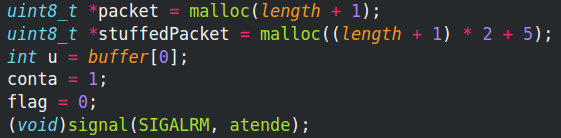 uint8_t *packet = malloc(length + 1);
uint8_t *stuffedPacket = malloc((length + 1) * 2 + 5);
int u = buffer[0];
conta = 1;
flag = 0;
(void)signal(SIGALRM, atende);